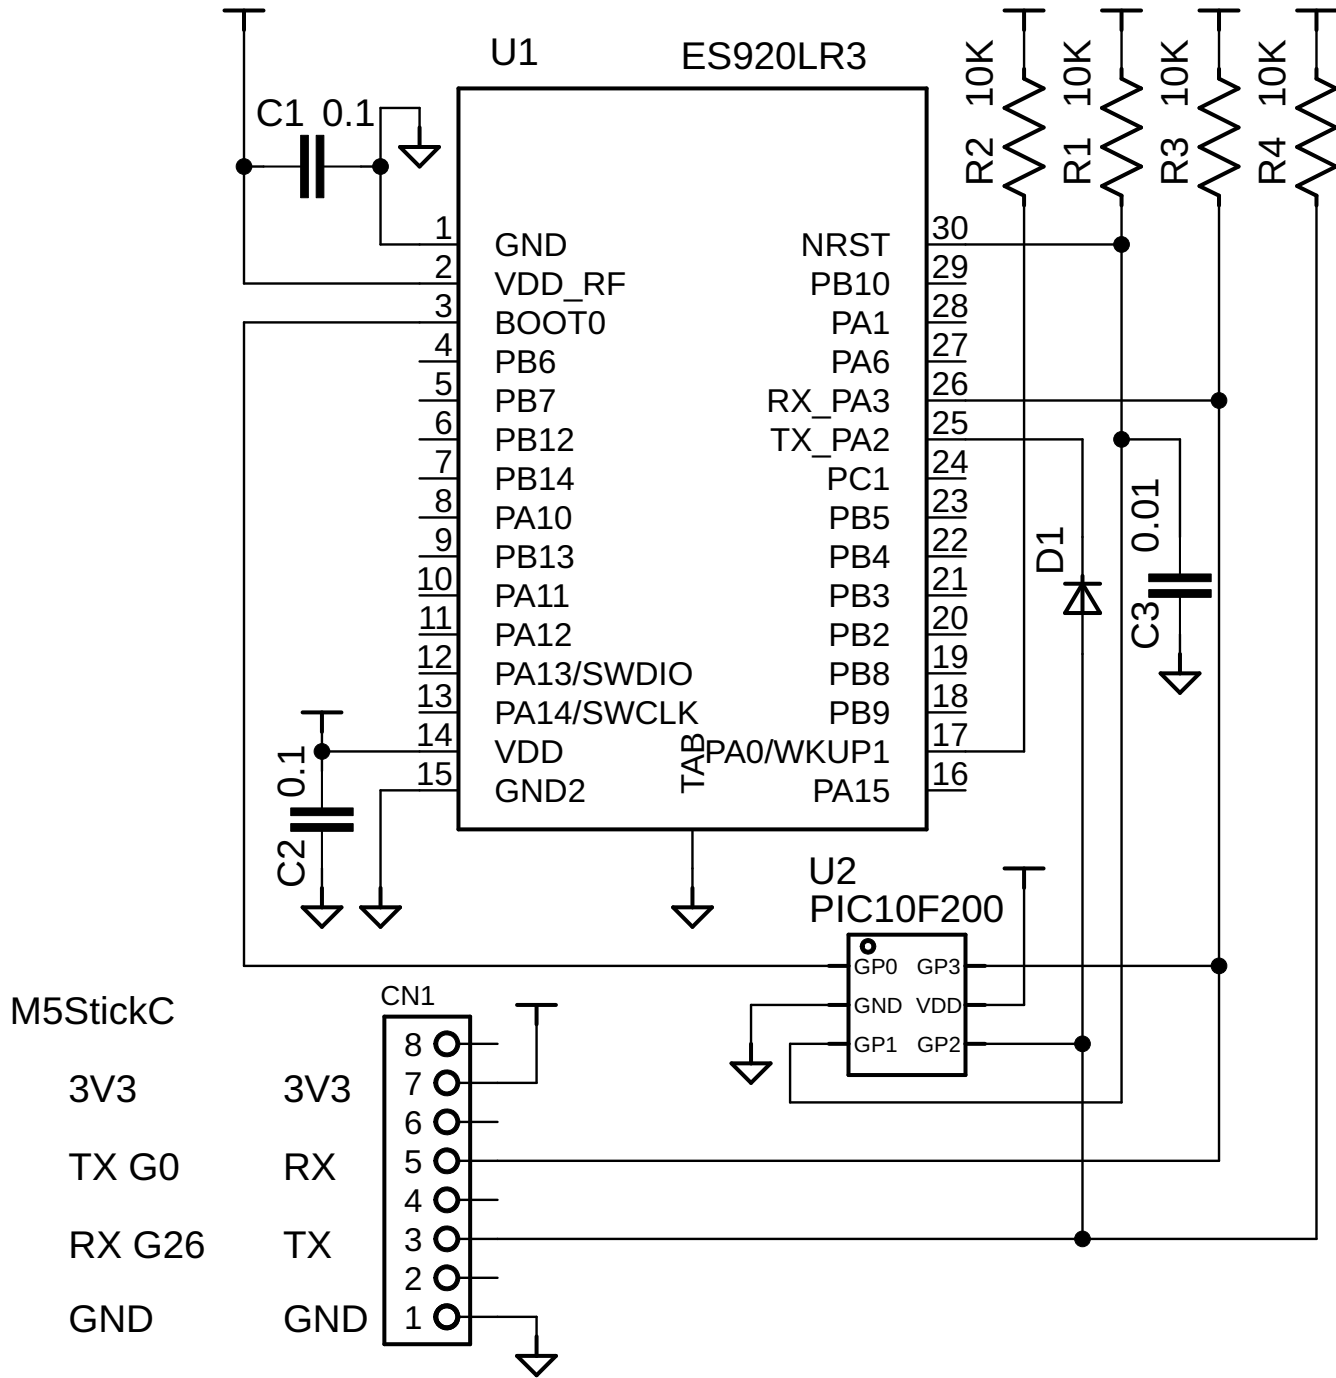 U1 ES920LR3
C1 0.1
R2 10K
R1 10K
R3 10K
R4 10K
1 GND NRST 30
2 VDD_RF PB10 29
3 BOOT0 PA1 28
4 PB6 PA6 27
5 PB7 RX_PA3 26
6 PB12 TX_PA2 25
7 PB14 PC1 24
8 PA10 PB5 23
9 PB13 PB4 22
10 PA11 PB3 21
11 PA12 PB2 20
12 PA13/SWDIO PB8 19
13 PA14/SWCLK PB9 18
14 VDD PA0/WKUP1 17
15 GND2 PA15 16
TAB
D1
C3 0.01
C2 0.1
U2
PIC10F200
GP0 GP3
GND VDD
GP1 GP2
M5StickC CN1
8
3V3 3V3 7
6
TX G0 RX 5
4
RX G26 TX 3
2
GND GND 1